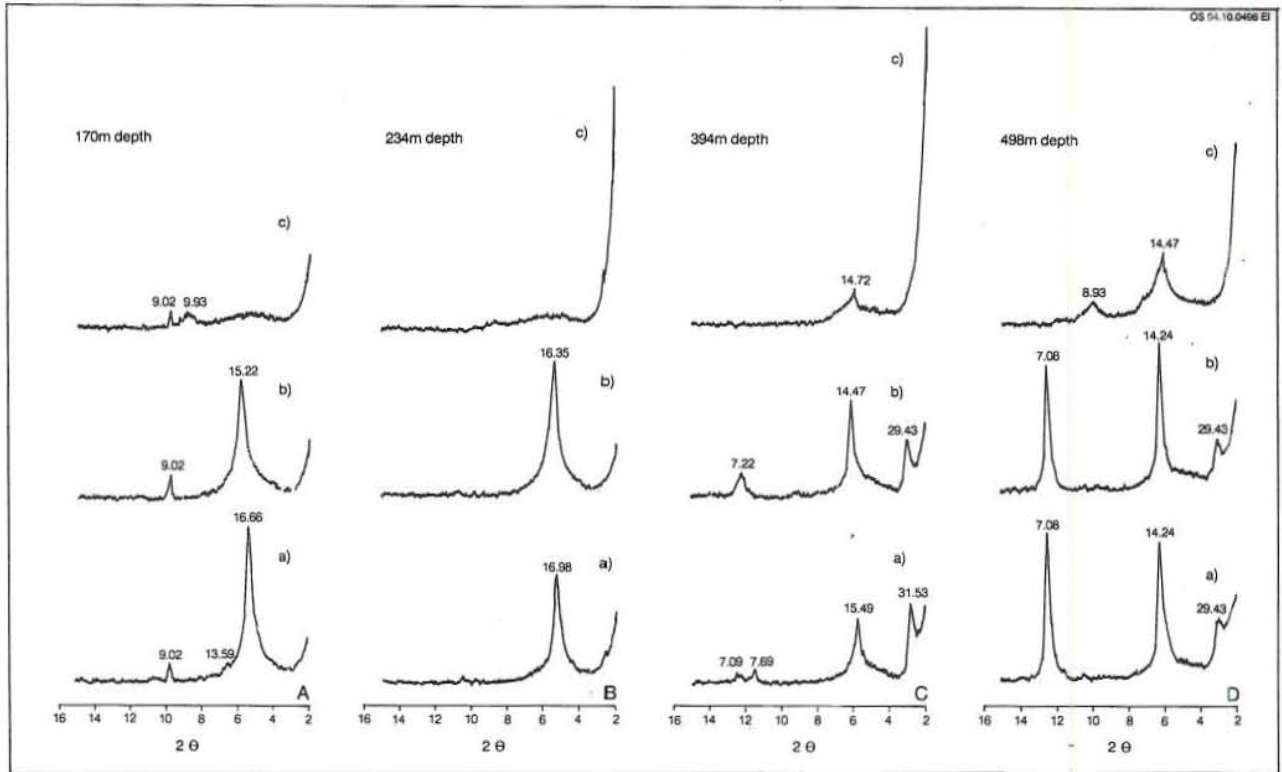 OS 54.10.0496 EI
170m depth
c)
9.02 9.93
15.22
b)
9.02
16.66
a)
9.02 13.59
A
16 14 12 10 8 6 4 2
2 θ
234m depth
c)
16.35
b)
16.98
a)
B
16 14 12 10 8 6 4 2
2 θ
394m depth
c)
14.72
14.47
b)
29.43
7.22
a)
31.53
15.49
7.09 7.69
C
16 14 12 10 8 6 4 2
2 θ
498m depth
c)
14.47
8.93
14.24
b)
7.08
29.43
7.08
14.24
a)
29.43
D
16 14 12 10 8 6 4 2
2 θ